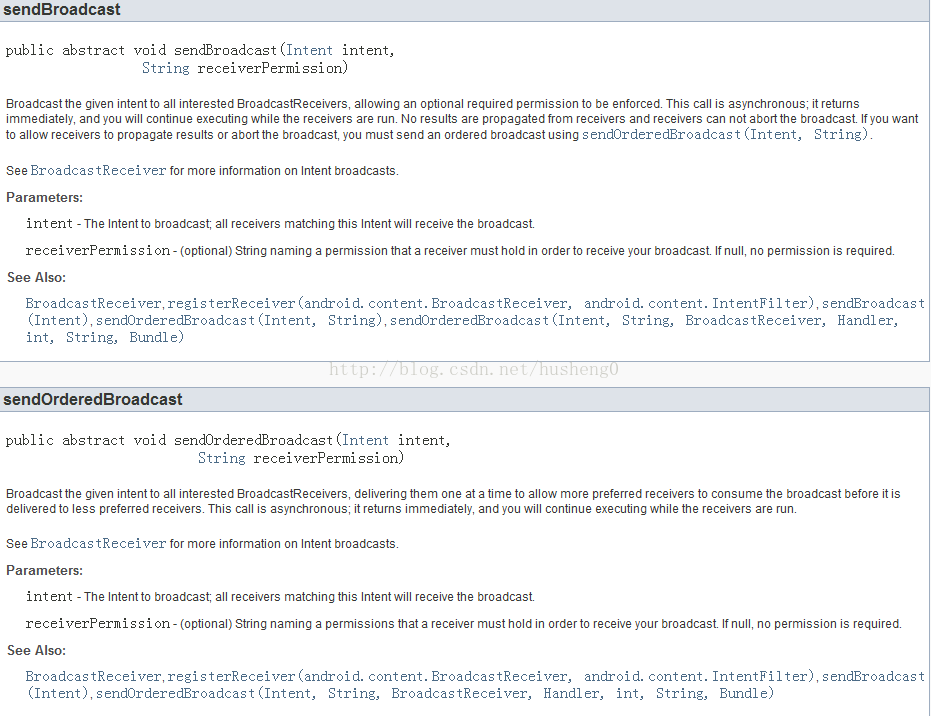 sendBroadcast
public abstract void sendBroadcast(Intent intent,
String receiverPermission)
Broadcast the given intent to all interested BroadcastReceivers, allowing an optional required permission to be enforced. This call is asynchronous; it returns
immediately, and you will continue executing while the receivers are run. No results are propagated from receivers and receivers can not abort the broadcast. If you want
to allow receivers to propagate results or abort the broadcast, you must send an ordered broadcast using sendOrderedBroadcast(Intent, String).
See BroadcastReceiver for more information on Intent broadcasts.
Parameters:
intent - The Intent to broadcast; all receivers matching this Intent will receive the broadcast.
receiverPermission - (optional) String naming a permission that a receiver must hold in order to receive your broadcast. If null, no permission is required.
See Also:
BroadcastReceiver,registerReceiver(android.content.BroadcastReceiver, android.content.IntentFilter),sendBroadcast
(Intent),sendOrderedBroadcast(Intent, String),sendOrderedBroadcast(Intent, String, BroadcastReceiver, Handler,
int, String, Bundle)
http://blog.csdn.net/husheng0
sendOrderedBroadcast
public abstract void sendOrderedBroadcast(Intent intent,
String receiverPermission)
Broadcast the given intent to all interested BroadcastReceivers, delivering them one at a time to allow more preferred receivers to consume the broadcast before it is
delivered to less preferred receivers. This call is asynchronous; it returns immediately, and you will continue executing while the receivers are run.
See BroadcastReceiver for more information on Intent broadcasts.
Parameters:
intent - The Intent to broadcast; all receivers matching this Intent will receive the broadcast.
receiverPermission - (optional) String naming a permissions that a receiver must hold in order to receive your broadcast. If null, no permission is required.
See Also:
BroadcastReceiver,registerReceiver(android.content.BroadcastReceiver, android.content.IntentFilter),sendBroadcast
(Intent),sendOrderedBroadcast(Intent, String, BroadcastReceiver, Handler, int, String, Bundle)